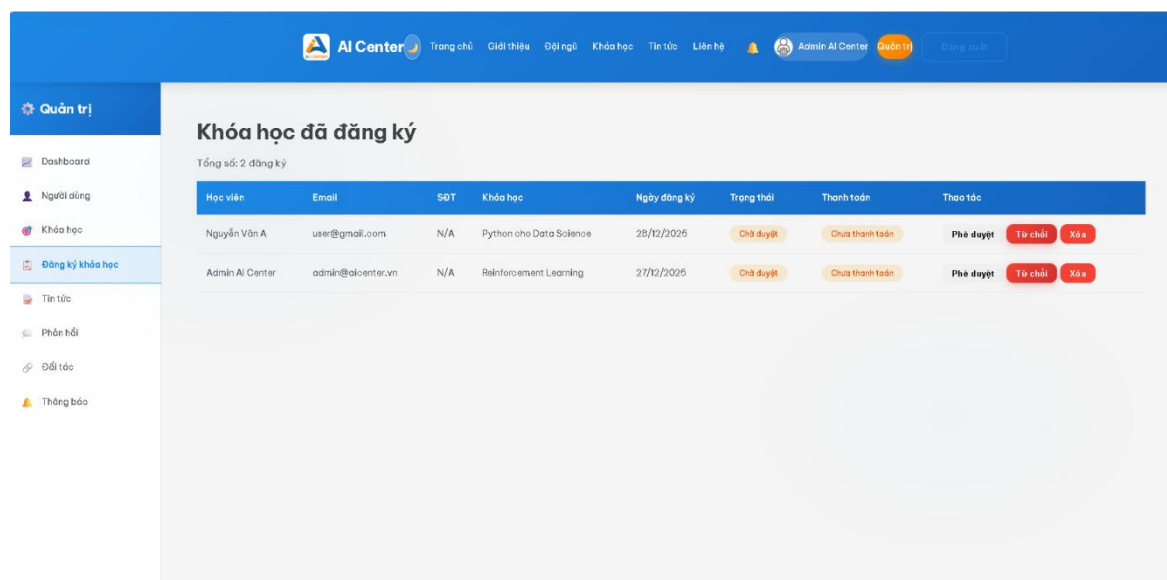 AI Center Trang chủ Giới thiệu Đội ngũ Khóa học Tin tức Liên hệ Admin AI Center Quản trị Đăng xuất
Quản trị
Dashboard
Người dùng
Khóa học
Đăng ký khóa học
Tin tức
Phản hồi
Đối tác
Thông báo
Khóa học đã đăng ký
Tổng số: 2 đăng ký
Học viên Email SĐT Khóa học Ngày đăng ký Trạng thái Thanh toán Thao tác
Nguyễn Văn A user@gmail.com N/A Python cho Data Science 28/12/2025 Chờ duyệt Chưa thanh toán Phê duyệt Từ chối Xóa
Admin AI Center admin@aicenter.vn N/A Reinforcement Learning 27/12/2025 Chờ duyệt Chưa thanh toán Phê duyệt Từ chối Xóa